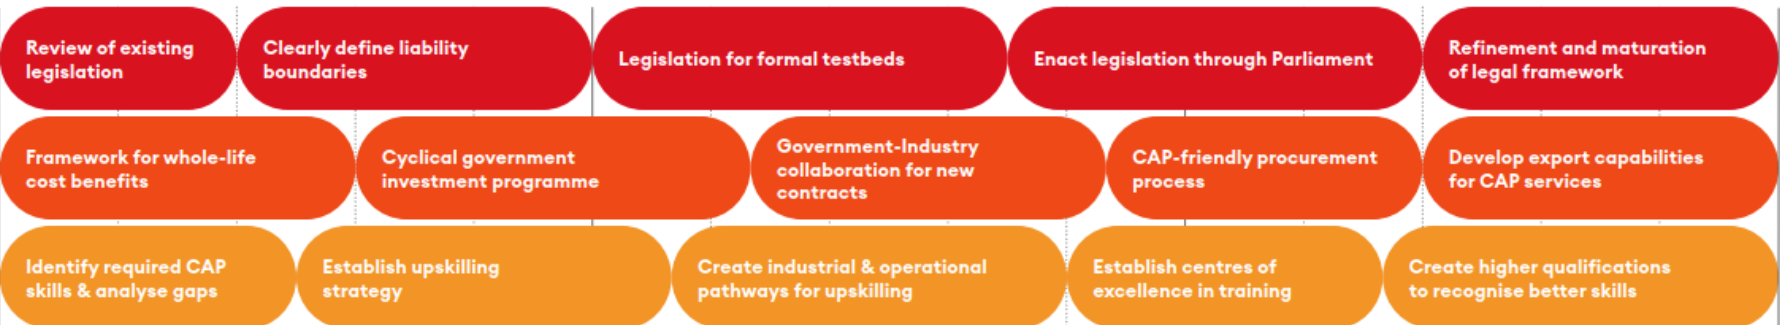 Review of existing
legislation
Clearly define liability
boundaries
Legislation for formal testbeds
Enact legislation through Parliament
Refinement and maturation
of legal framework
Framework for whole-life
cost benefits
Cyclical government
investment programme
Government-Industry
collaboration for new
contracts
CAP-friendly procurement
process
Develop export capabilities
for CAP services
Identify required CAP
skills & analyse gaps
Establish upskilling
strategy
Create industrial & operational
pathways for upskilling
Establish centres of
excellence in training
Create higher qualifications
to recognise better skills